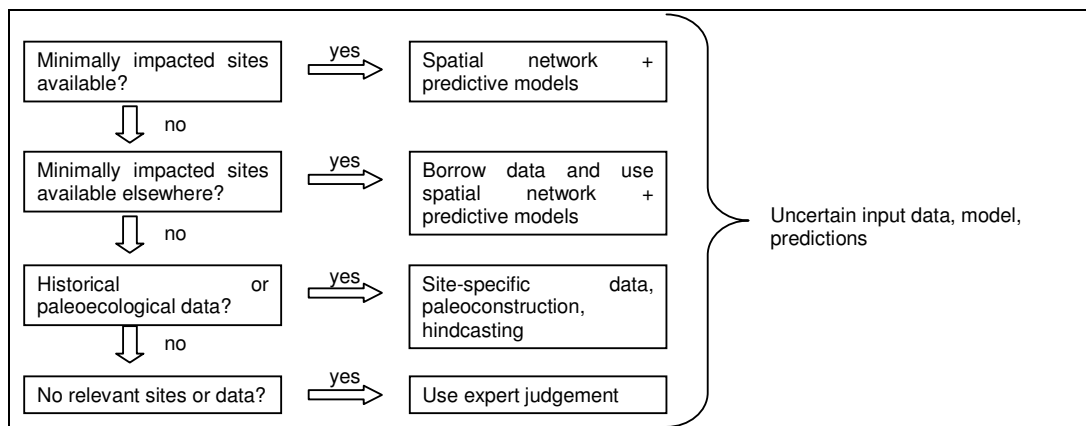 Minimally impacted sites
available?
yes
Spatial network +
predictive models
no
Minimally impacted sites
available elsewhere?
yes
Borrow data and use
spatial network +
predictive models
no
Historical or
paleoecological data?
yes
Site-specific data,
paleoconstruction,
hindcasting
no
No relevant sites or data?
yes
Use expert judgement
Uncertain input data, model,
predictions